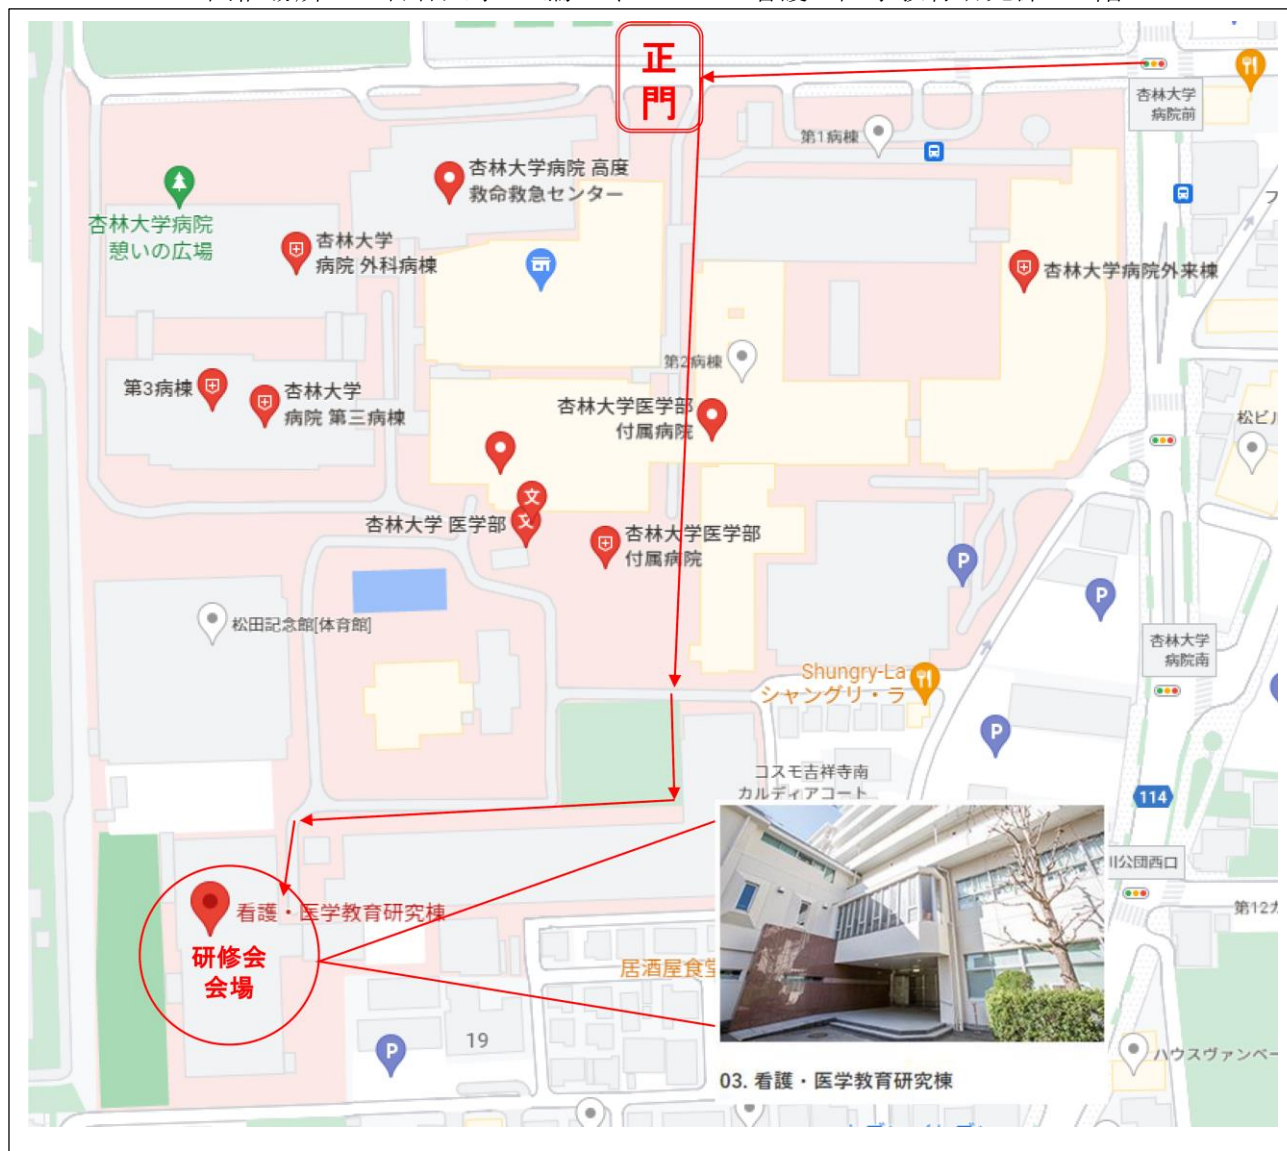 正
門
杏林大学
病院前
第1病棟
杏林大学病院 高度
救命救急センター
杏林大学病院
憩いの広場
杏林大学
病院 外科病棟
杏林大学病院外来棟
第2病棟
第3病棟
杏林大学
病院 第三病棟
杏林大学医学部
付属病院
松ビル
杏林大学 医学部
杏林大学医学部
付属病院
P
P
松田記念館[体育館]
杏林大学
病院南
Shungry-La
シャングリ・ラ
P
コスモ吉祥寺南
カルディアコート
114
川公団西口
看護・医学教育研究棟
第12
研修会
会場
居酒屋食堂
19
P
ハウスヴァンベー
03. 看護・医学教育研究棟